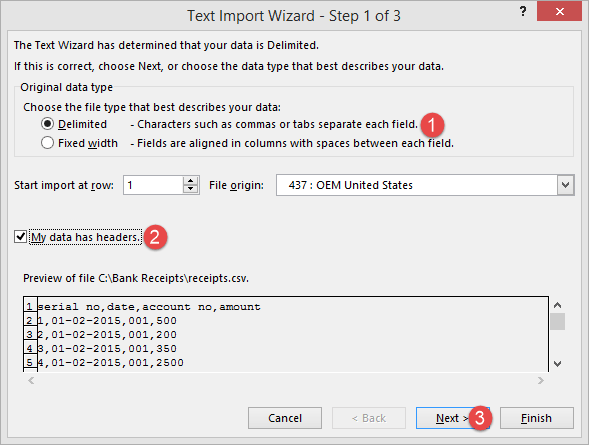 Text Import Wizard - Step 1 of 3 ?
The Text Wizard has determined that your data is Delimited.
If this is correct, choose Next, or choose the data type that best describes your data.
Original data type
Choose the file type that best describes your data:
Delimited - Characters such as commas or tabs separate each field. 1
Fixed width - Fields are aligned in columns with spaces between each field.
Start import at row: 1 File origin: 437 : OEM United States
My data has headers. 2
Preview of file C:\Bank Receipts\receipts.csv.
1 serial no,date,account no,amount
2 1,01-02-2015,001,500
3 2,01-02-2015,001,200
4 3,01-02-2015,001,350
5 4,01-02-2015,001,2500
Cancel < Back Next > 3 Finish